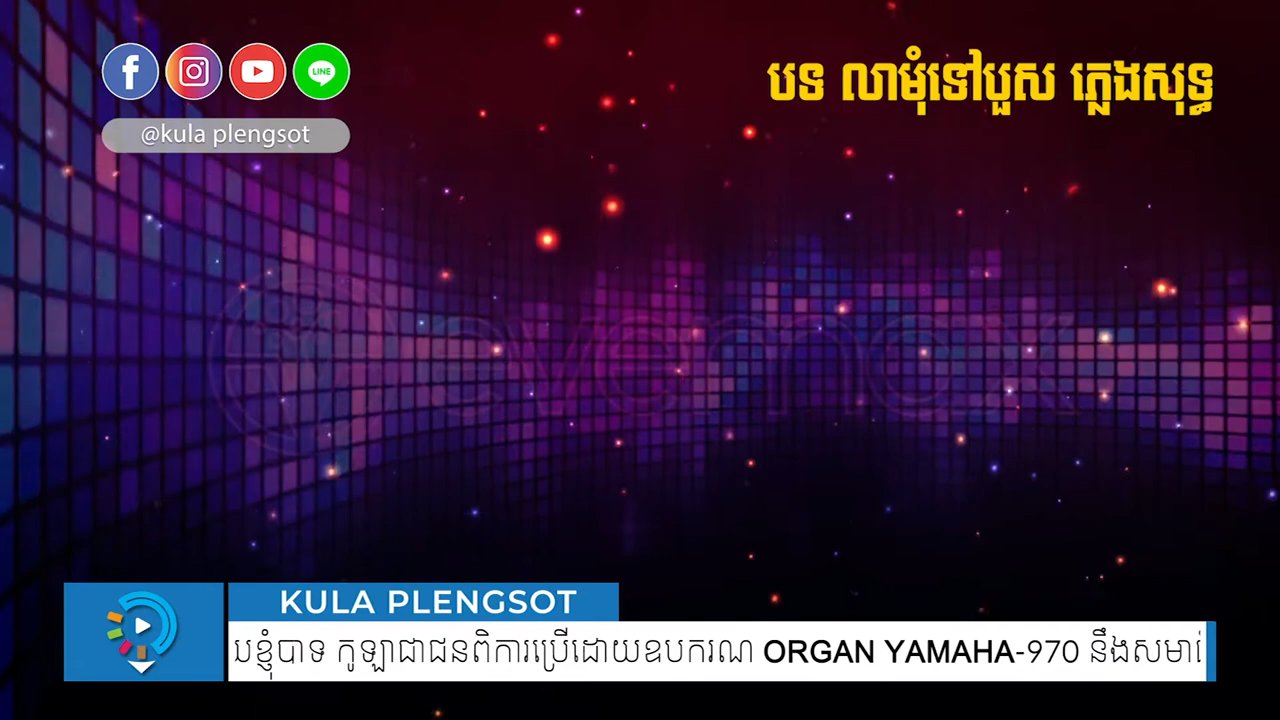 LINE
បទ លាមុំទៅបួស ភ្លេងសុទ្ធ
@kula plengsot
evernox
KULA PLENGSOT
ខ្ញុំបាទ កូឡាជាជនពិការប្រើដោយឧបករណ ORGAN YAMAHA-970 នឹងសមា